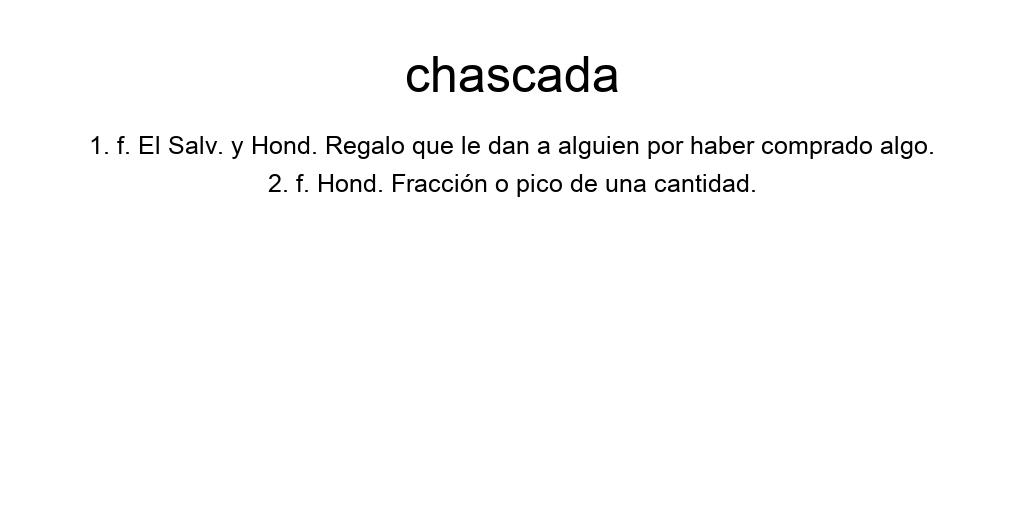 chascada
1. f. El Salv. y Hond. Regalo que le dan a alguien por haber comprado algo.
2. f. Hond. Fracción o pico de una cantidad.